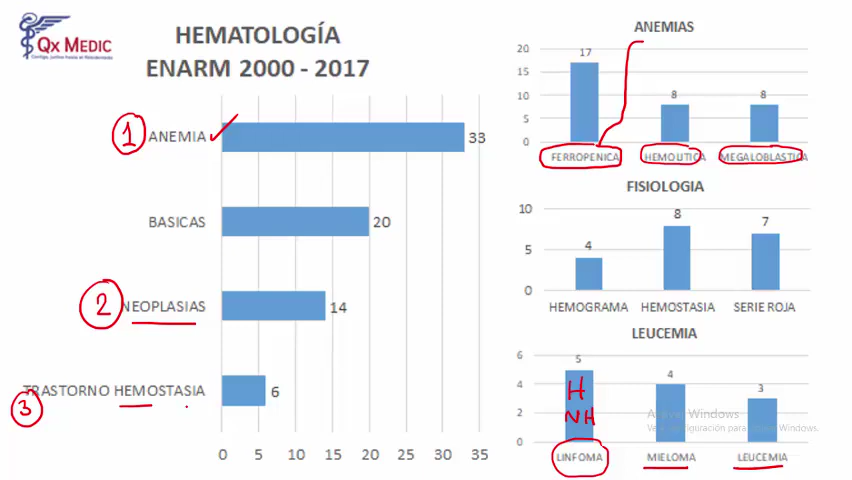 Qx MEDIC
HEMATOLOGÍA
ENARM 2000 - 2017
1 ANEMIA 33
BASICAS 20
2 NEOPLASIAS 14
TRASTORNO HEMOSTASIA 6
3
0 5 10 15 20 25 30 35
ANEMIAS
20
15
10
5
0
17 8 8
FERROPENICA HEMOLITICA MEGALOBLASTICA
FISIOLOGIA
10
5
0
4 8 7
HEMOGRAMA HEMOSTASIA SERIE ROJA
LEUCEMIA
6
4
2
0
5 4 3
H
NH
LINFOMA MIELOMA LEUCEMIA
Windows
para Windows.